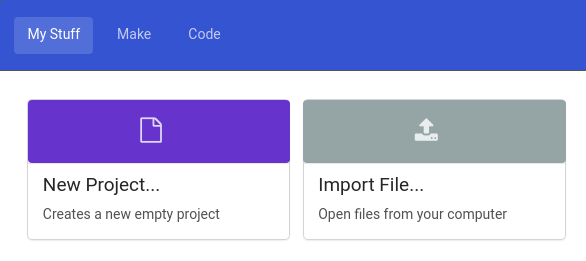 My Stuff Make Code
New Project...
Creates a new empty project
Import File...
Open files from your computer